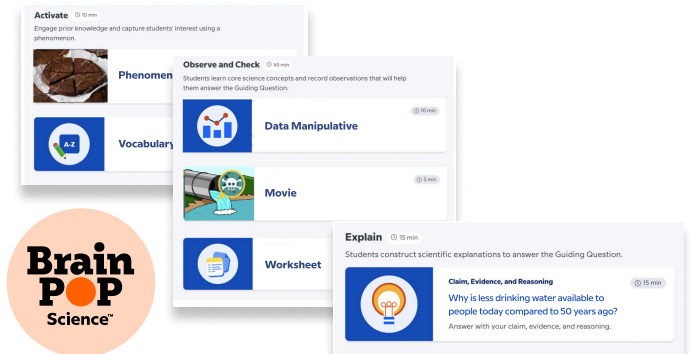 Activate 10 min
Engage prior knowledge and capture students' interest using a
phenomenon.
A-Z
Vocabulary
Observe and Check 45 min
Students learn core science concepts and record observations that will help
them answer the Guiding Question.
Data Manipulative
10 min
Movie
5 min
Worksheet
Explain 15 min
Students construct scientific explanations to answer the Guiding Question.
Claim, Evidence, and Reasoning
15 min
Why is less drinking water available to
people today compared to 50 years ago?
Answer with your claim, evidence, and reasoning.
Brain
POP
Science™